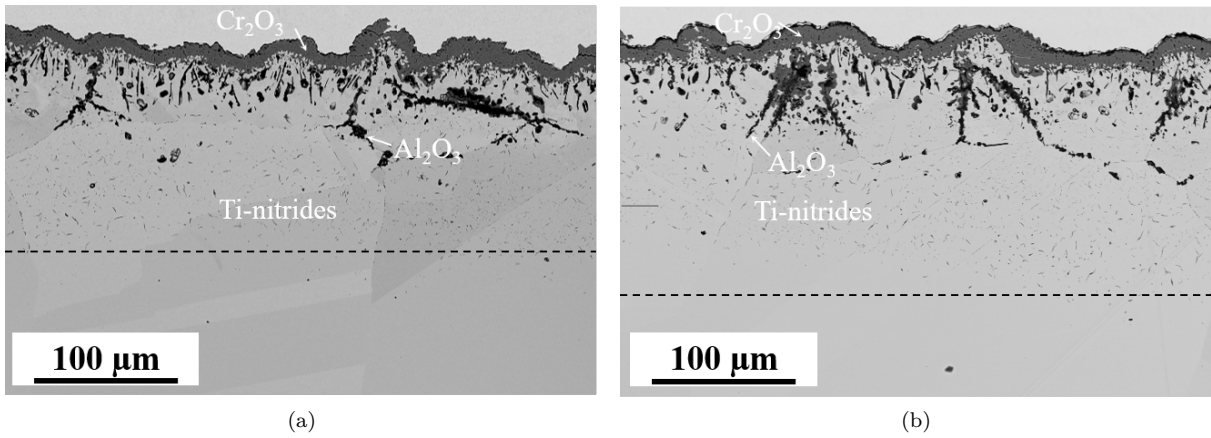 Cr₂O₃
Al₂O₃
Ti-nitrides
100 µm
(a)
Cr₂O₃
Al₂O₃
Ti-nitrides
100 µm
(b)